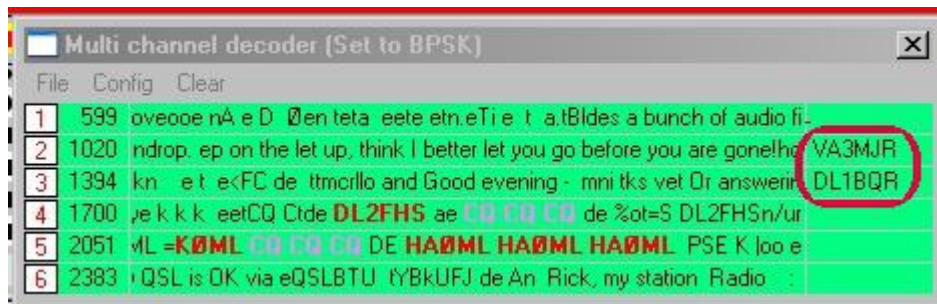 Multi channel decoder (Set to BPSK)
File Config Clear
1 599 oveooe nA e D Øen teta eete etn.eTi e t a.tBldes a bunch of audio fi
2 1020 ndrop. ep on the let up, think I better let you go before you are gone!ho VA3MJR
3 1394 kn e t e<FC de ttmcrllo and Good evening - mni tks vet Or answerin DL1BQR
4 1700 ve k k k eetCQ Ctde DL2FHS ae CQ CQ CQ de %ot=S DL2FHSn/ur
5 2051 ML =KØML CQ CQ CQ DE HAØML HAØML HAØML PSE K |oo e
6 2383 QSL is OK via eQSLBTU tYBkUFJ de An Rick, my station Radio :